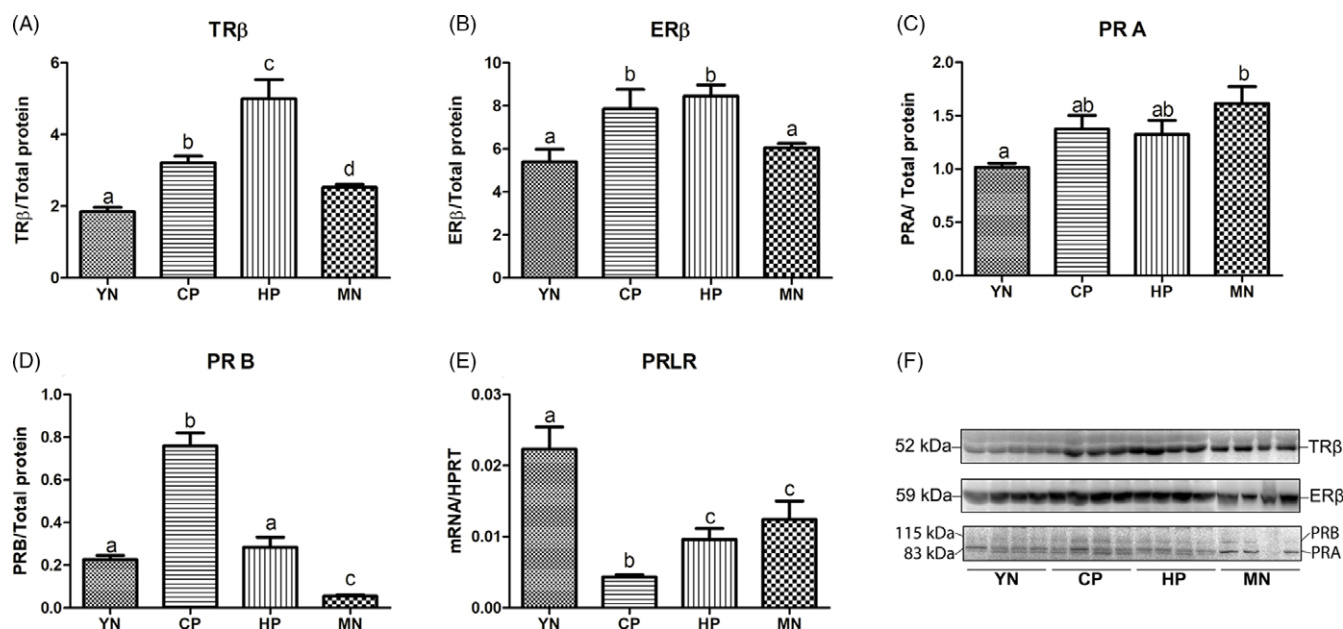 (A)
TRβ
TRβ/Total protein
6
4
2
0
a
b
c
d
YN
CP
HP
MN
(B)
ERβ
ERβ/Total protein
10
8
6
4
2
0
a
b
b
a
YN
CP
HP
MN
(C)
PR A
PRA/ Total protein
2.0
1.5
1.0
0.5
0.0
a
ab
ab
b
YN
CP
HP
MN
(D)
PR B
PRB/Total protein
1.0
0.8
0.6
0.4
0.2
0.0
a
b
a
c
YN
CP
HP
MN
(E)
PRLR
mRNA/HPRT
0.03
0.02
0.01
0.00
a
b
c
c
YN
CP
HP
MN
(F)
52 kDa
TRβ
59 kDa
ERβ
115 kDa
PRB
83 kDa
PRA
YN
CP
HP
MN